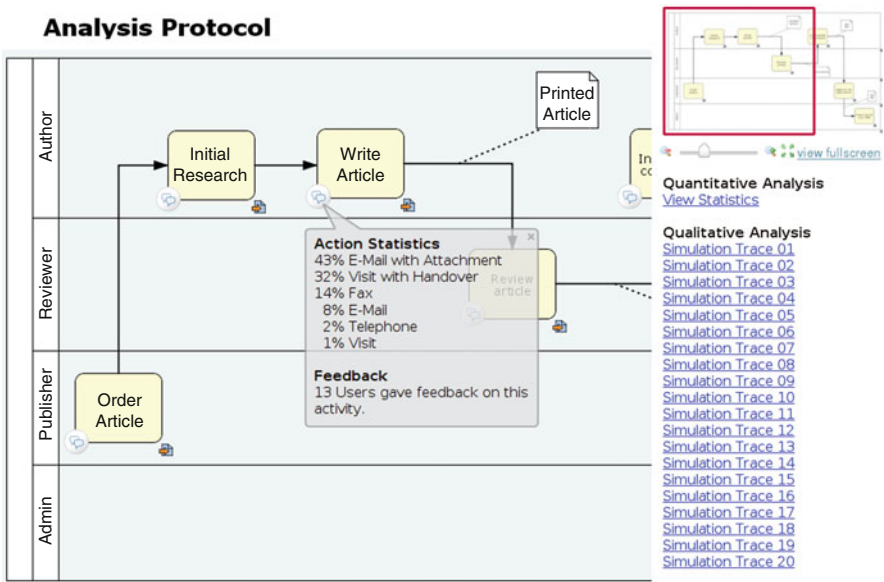 Analysis Protocol
Author
Initial
Research
Write
Article
Printed
Article
In
co
Reviewer
Action Statistics
43% E-Mail with Attachment
32% Visit with Handover
14% Fax
8% E-Mail
2% Telephone
1% Visit
Feedback
13 Users gave feedback on this
activity.
Review
article
Publisher
Order
Article
Admin
view fullscreen
Quantitative Analysis
View Statistics
Qualitative Analysis
Simulation Trace 01
Simulation Trace 02
Simulation Trace 03
Simulation Trace 04
Simulation Trace 05
Simulation Trace 06
Simulation Trace 07
Simulation Trace 08
Simulation Trace 09
Simulation Trace 10
Simulation Trace 11
Simulation Trace 12
Simulation Trace 13
Simulation Trace 14
Simulation Trace 15
Simulation Trace 16
Simulation Trace 17
Simulation Trace 18
Simulation Trace 19
Simulation Trace 20